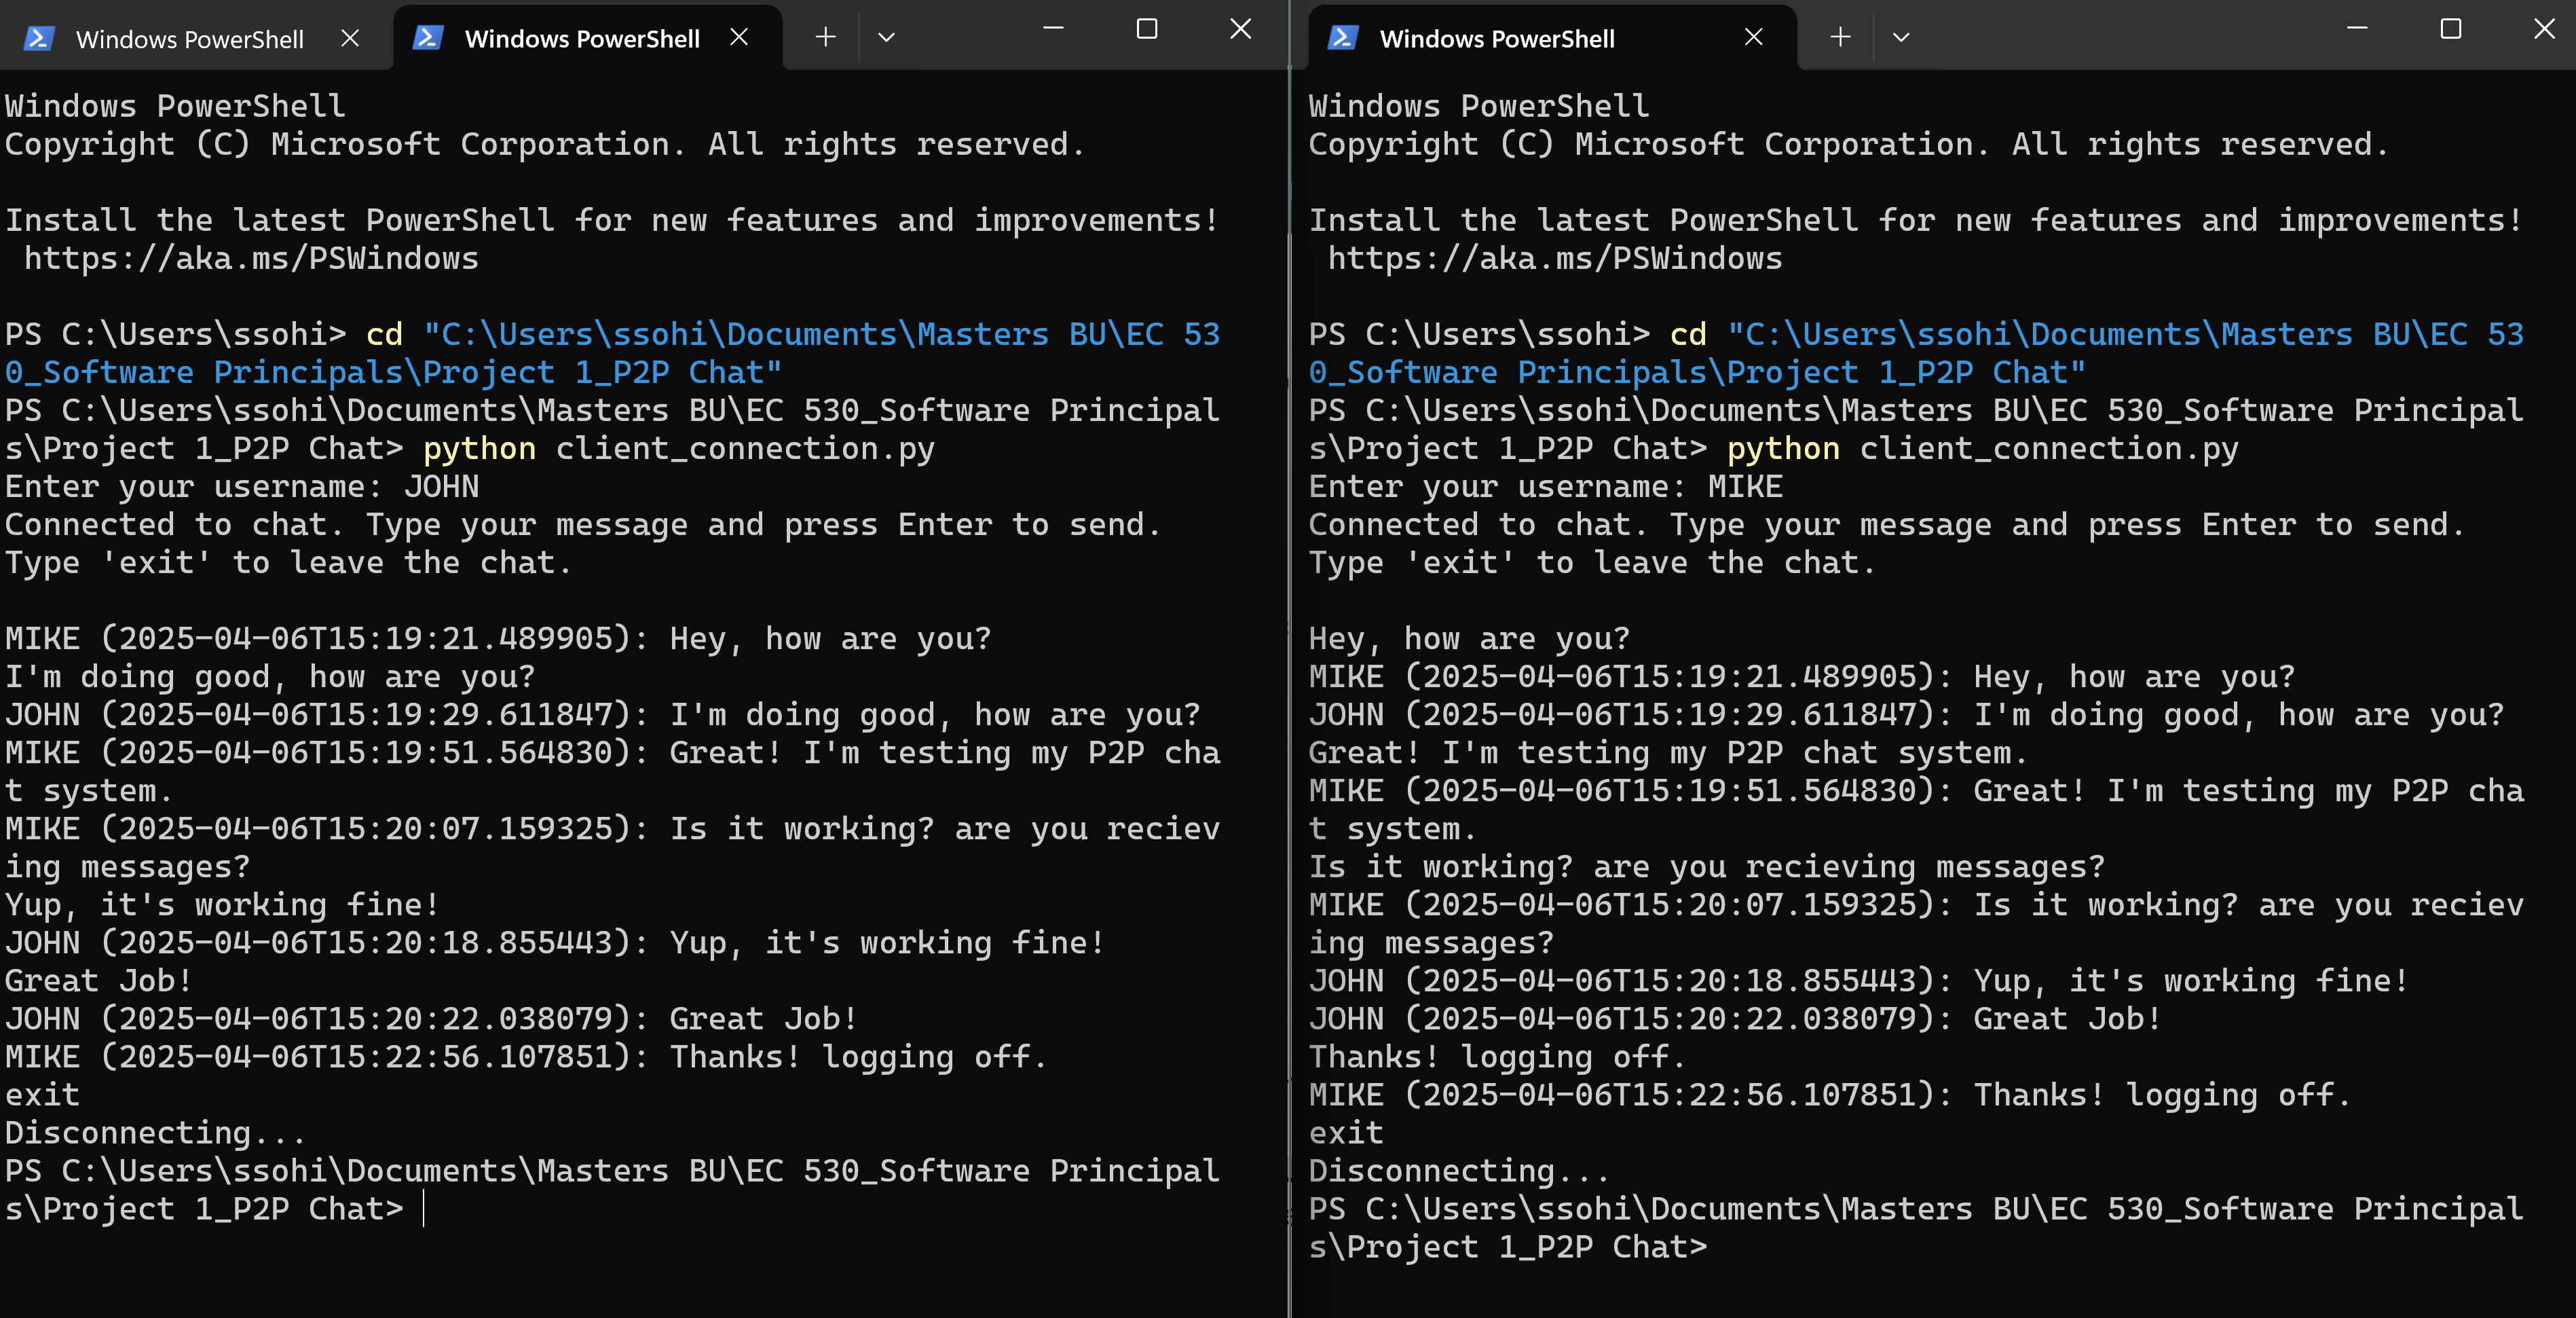 Windows PowerShell
Windows PowerShell
Windows PowerShell
Copyright (C) Microsoft Corporation. All rights reserved.
Install the latest PowerShell for new features and improvements!
https://aka.ms/PSWindows
PS C:\Users\ssohi> cd "C:\Users\ssohi\Documents\Masters BU\EC 53
0_Software Principals\Project 1_P2P Chat"
PS C:\Users\ssohi\Documents\Masters BU\EC 530_Software Principal
s\Project 1_P2P Chat> python client_connection.py
Enter your username: JOHN
Connected to chat. Type your message and press Enter to send.
Type 'exit' to leave the chat.
MIKE (2025-04-06T15:19:21.489905): Hey, how are you?
I'm doing good, how are you?
JOHN (2025-04-06T15:19:29.611847): I'm doing good, how are you?
MIKE (2025-04-06T15:19:51.564830): Great! I'm testing my P2P cha
t system.
MIKE (2025-04-06T15:20:07.159325): Is it working? are you reciev
ing messages?
Yup, it's working fine!
JOHN (2025-04-06T15:20:18.855443): Yup, it's working fine!
Great Job!
JOHN (2025-04-06T15:20:22.038079): Great Job!
MIKE (2025-04-06T15:22:56.107851): Thanks! logging off.
exit
Disconnecting...
PS C:\Users\ssohi\Documents\Masters BU\EC 530_Software Principal
s\Project 1_P2P Chat>
Windows PowerShell
Windows PowerShell
Copyright (C) Microsoft Corporation. All rights reserved.
Install the latest PowerShell for new features and improvements!
https://aka.ms/PSWindows
PS C:\Users\ssohi> cd "C:\Users\ssohi\Documents\Masters BU\EC 53
0_Software Principals\Project 1_P2P Chat"
PS C:\Users\ssohi\Documents\Masters BU\EC 530_Software Principal
s\Project 1_P2P Chat> python client_connection.py
Enter your username: MIKE
Connected to chat. Type your message and press Enter to send.
Type 'exit' to leave the chat.
Hey, how are you?
MIKE (2025-04-06T15:19:21.489905): Hey, how are you?
JOHN (2025-04-06T15:19:29.611847): I'm doing good, how are you?
Great! I'm testing my P2P chat system.
MIKE (2025-04-06T15:19:51.564830): Great! I'm testing my P2P cha
t system.
Is it working? are you recieving messages?
MIKE (2025-04-06T15:20:07.159325): Is it working? are you reciev
ing messages?
JOHN (2025-04-06T15:20:18.855443): Yup, it's working fine!
JOHN (2025-04-06T15:20:22.038079): Great Job!
Thanks! logging off.
MIKE (2025-04-06T15:22:56.107851): Thanks! logging off.
exit
Disconnecting...
PS C:\Users\ssohi\Documents\Masters BU\EC 530_Software Principal
s\Project 1_P2P Chat>